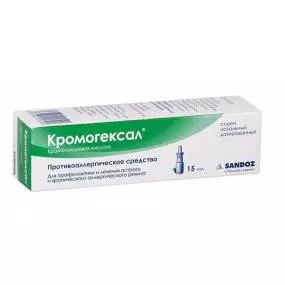 Кромогексал®
кромоглициевая кислота
Противоаллергическое средство
Для профилактики и лечения острого
и хронического аллергического ринита
15 мл
спрей
назальный
дозированный
SANDOZ